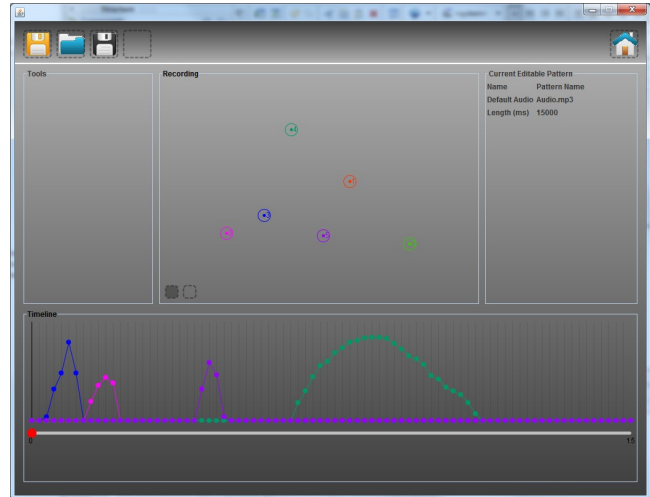 Tools
Recording
Current Editable Pattern
Name Pattern Name
Default Audio Audio.mp3
Length (ms) 15000
Timeline
0
15